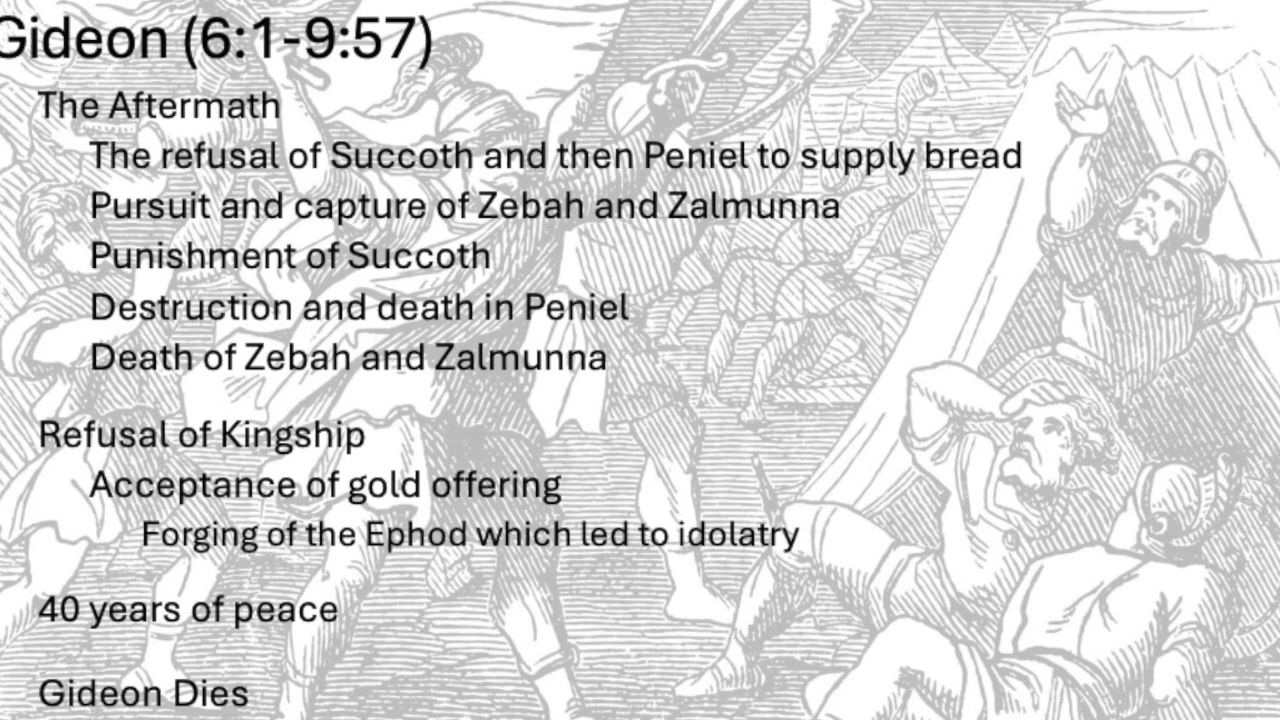 Gideon (6:1-9:57)
The Aftermath
The refusal of Succoth and then Peniel to supply bread
Pursuit and capture of Zebah and Zalmunna
Punishment of Succoth
Destruction and death in Peniel
Death of Zebah and Zalmunna
Refusal of Kingship
Acceptance of gold offering
Forging of the Ephod which led to idolatry
40 years of peace
Gideon Dies